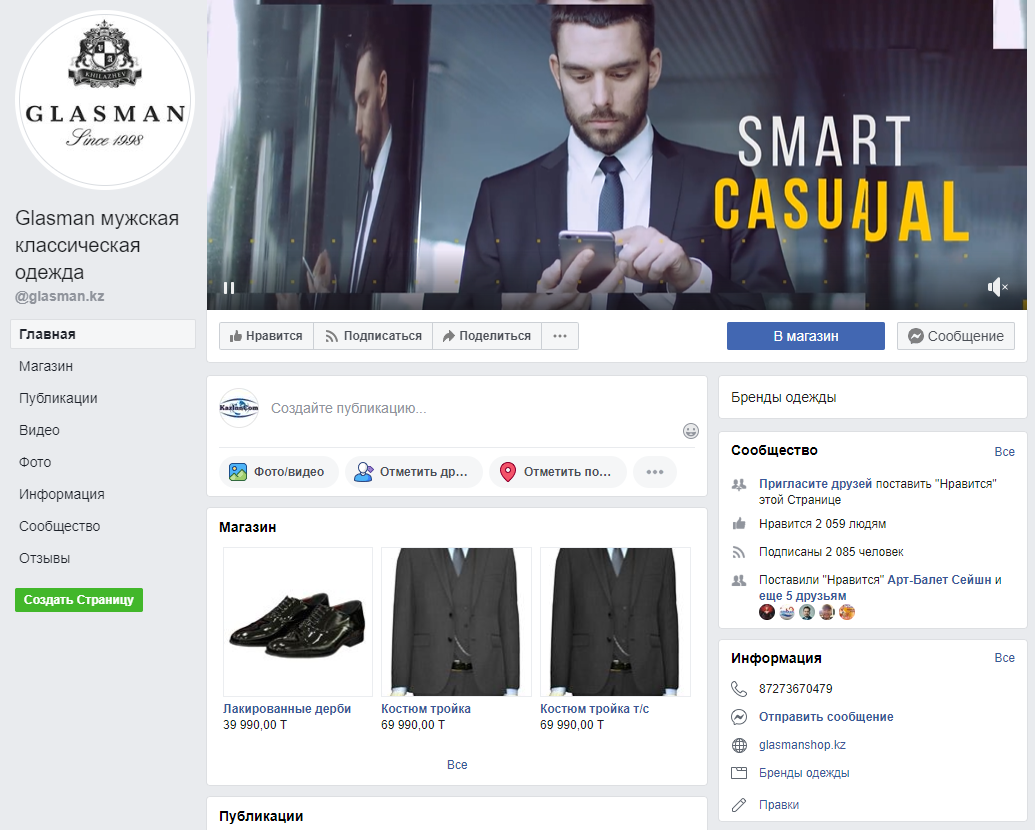 KHILAZHEV
GLASMAN
Since 1998
Glasman мужская
классическая
одежда
@glasman.kz
Главная
Магазин
Публикации
Видео
Фото
Информация
Сообщество
Отзывы
Создать Страницу
SMART
CASUAL
Нравится
Подписаться
Поделиться
В магазин
Сообщение
KazInnCom
Создайте публикацию...
Фото/видео
Отметить др...
Отметить по...
Магазин
Лакированные дерби
39 990,00 T
Костюм тройка
69 990,00 T
Костюм тройка т/с
69 990,00 T
Все
Публикации
Бренды одежды
Сообщество
Все
Пригласите друзей поставить "Нравится"
этой Странице
Нравится 2 059 людям
Подписаны 2 085 человек
Поставили "Нравится" Арт-Балет Сейшн и
еще 5 друзьям
Информация
Все
87273670479
Отправить сообщение
glasmanshop.kz
Бренды одежды
Правки